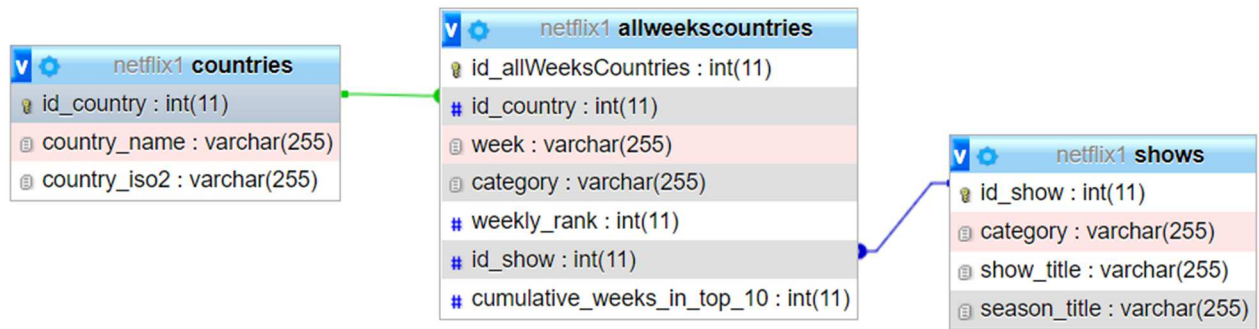 netflix1 countries
id_country : int(11)
country_name : varchar(255)
country_iso2 : varchar(255)
netflix1 allweekscountries
id_allWeeksCountries : int(11)
id_country : int(11)
week : varchar(255)
category : varchar(255)
weekly_rank : int(11)
id_show : int(11)
cumulative_weeks_in_top_10 : int(11)
netflix1 shows
id_show : int(11)
category : varchar(255)
show_title : varchar(255)
season_title : varchar(255)